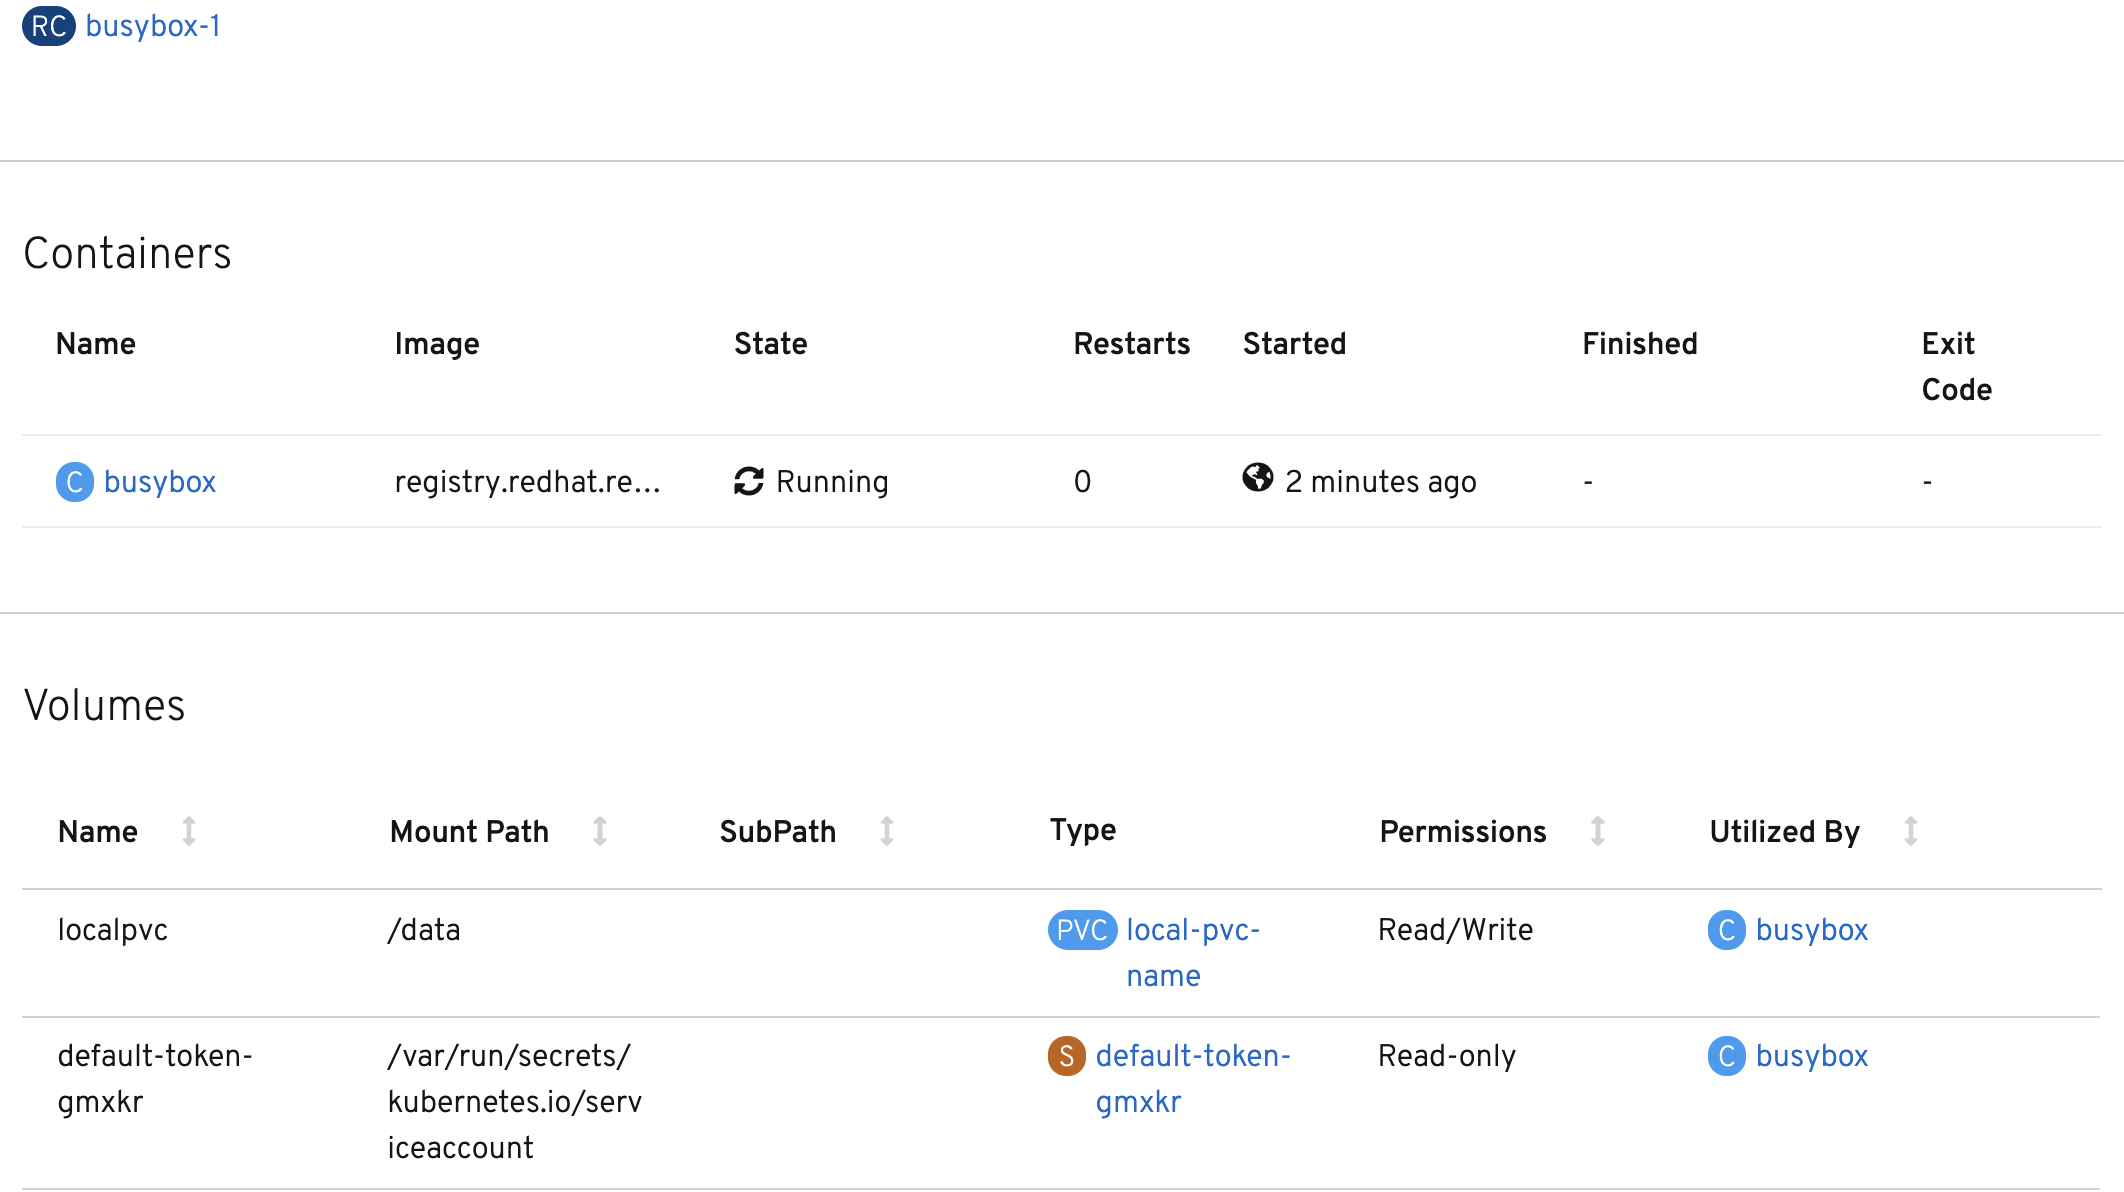 RC busybox-1
Containers
Name Image State Restarts Started Finished Exit
Code
C busybox registry.redhat.re... Running 0 2 minutes ago - -
Volumes
Name Mount Path SubPath Type Permissions Utilized By
localpvc /data PVC local-pvc- Read/Write C busybox
name
default-token- /var/run/secrets/ S default-token- Read-only C busybox
gmxkr kubernetes.io/serv gmxkr
iceaccount